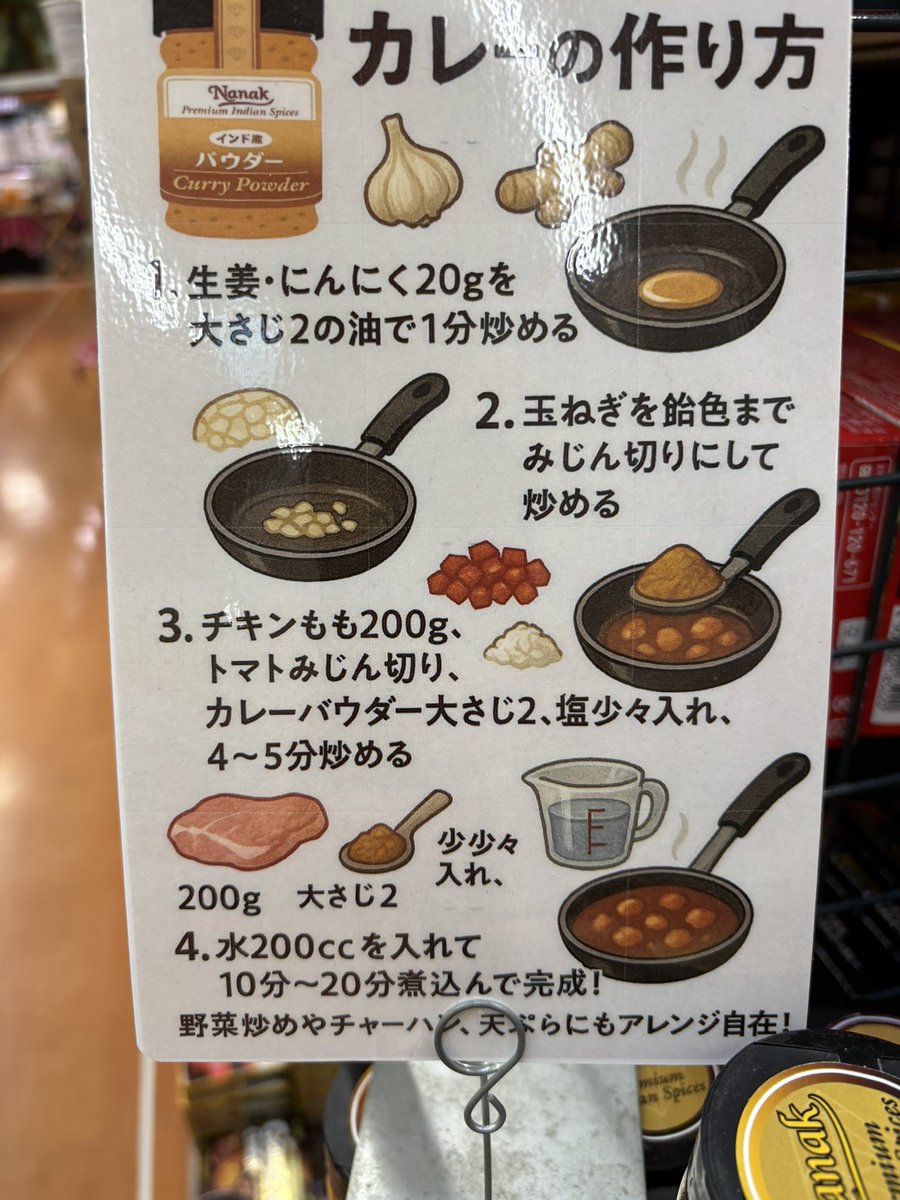 カレーの作り方
Nanak
Premium Indian Spices
インド産
パウダー
Curry Powder
1. 生姜・にんにく20gを
大さじ2の油で1分炒める
2. 玉ねぎを飴色まで
みじん切りにして
炒める
3. チキンもも200g、
トマトみじん切り、
カレーパウダー大さじ2、塩少々入れ、
4〜5分炒める
少少々
入れ、
200g 大さじ2
4. 水200ccを入れて
10分〜20分煮込んで完成!
野菜炒めやチャーハン、天ぷらにもアレンジ自在!
0120-120-671